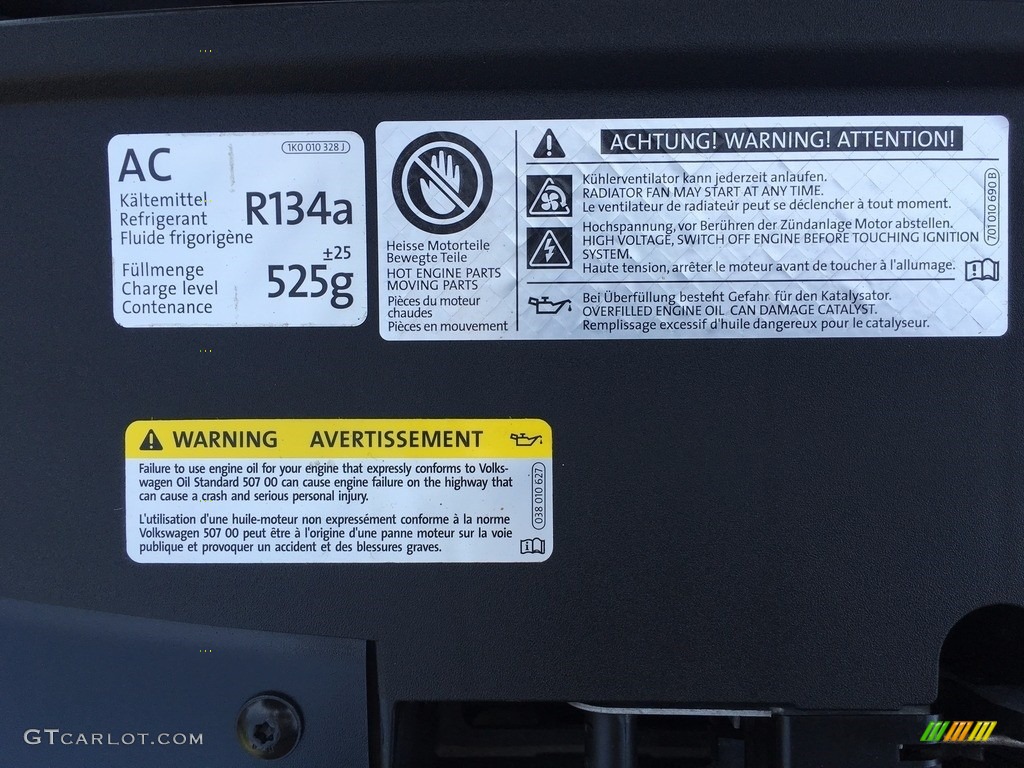 AC
1K0 010 328 J
Kältemittel
Refrigerant
Fluide frigorigène
R134a
Füllmenge
Charge level
Contenance
±25
525g
Heisse Motorteile
Bewegte Teile
HOT ENGINE PARTS
MOVING PARTS
Pièces du moteur
chaudes
Pièces en mouvement
ACHTUNG! WARNING! ATTENTION!
Kühlerventilator kann jederzeit anlaufen.
RADIATOR FAN MAY START AT ANY TIME.
Le ventilateur de radiateur peut se déclencher à tout moment.
Hochspannung, vor Berühren der Zündanlage Motor abstellen.
HIGH VOLTAGE, SWITCH OFF ENGINE BEFORE TOUCHING IGNITION
SYSTEM.
Haute tension, arrêter le moteur avant de toucher à l'allumage.
Bei Überfüllung besteht Gefahr für den Katalysator.
OVERFILLING ENGINE OIL CAN DAMAGE CATALYST.
Remplissage excessif d'huile dangereux pour le catalyseur.
701 010 690 B
WARNING AVERTISSEMENT
Failure to use engine oil for your engine that expressly conforms to Volks-
wagen Oil Standard 507 00 can cause engine failure on the highway that
can cause a crash and serious personal injury.
L'utilisation d'une huile-moteur non expressément conforme à la norme
Volkswagen 507 00 peut être à l'origine d'une panne moteur sur la voie
publique et provoquer un accident et des blessures graves.
038 010 627
GTCARLOT.COM